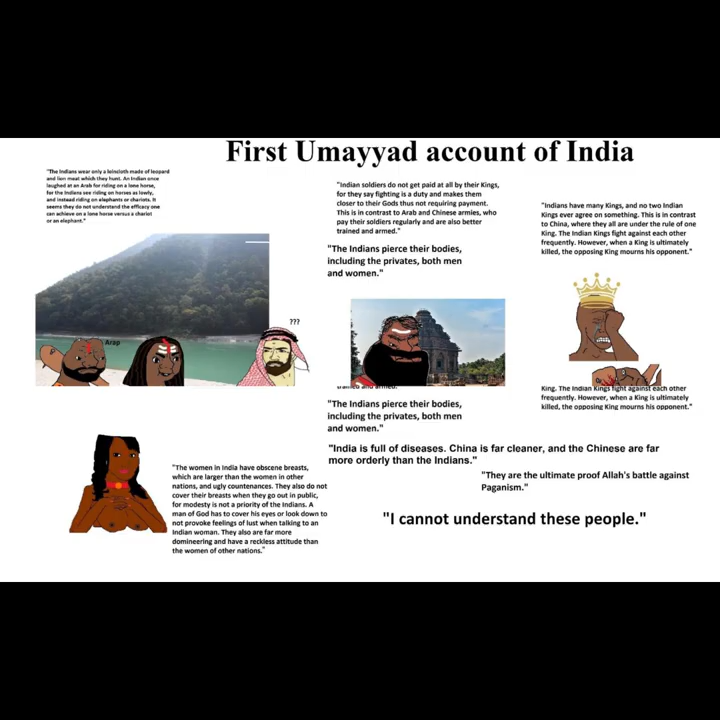 First Umayyad account of India
"The Indians wear only a loincloth made of leopard
and lion meat which they hunt. An Indian once
laughed at an Arab for riding on a lone horse,
for the Indians see riding on horses as lowly,
and instead riding on elephants or chariots. It
seems they do not understand the efficacy one
can achieve on a lone horse versus a chariot
or an elephant."
Arap
???
"The women in India have obscene breasts,
which are larger than the women in other
nations, and ugly countenances. They also do not
cover their breasts when they go out in public,
for modesty is not a priority of the Indians. A
man of God has to cover his eyes or look down to
not provoke feelings of lust when talking to an
Indian woman. They also are far more
domineering and have a reckless attitude than
the women of other nations."
"Indian soldiers do not get paid at all by their Kings,
for they say fighting is a duty and makes them
closer to their Gods thus not requiring payment.
This is in contrast to Arab and Chinese armies, who
pay their soldiers regularly and are also better
trained and armed."
"The Indians pierce their bodies,
including the privates, both men
and women."
trained and armed."
"The Indians pierce their bodies,
including the privates, both men
and women."
"Indians have many Kings, and no two Indian
Kings ever agree on something. This is in contrast
to China, where they all are under the rule of one
King. The Indian Kings fight against each other
frequently. However, when a King is ultimately
killed, the opposing King mourns his opponent."
King. The Indian Kings fight against each other
frequently. However, when a King is ultimately
killed, the opposing King mourns his opponent."
"India is full of diseases. China is far cleaner, and the Chinese are far
more orderly than the Indians."
"They are the ultimate proof Allah's battle against
Paganism."
"I cannot understand these people."